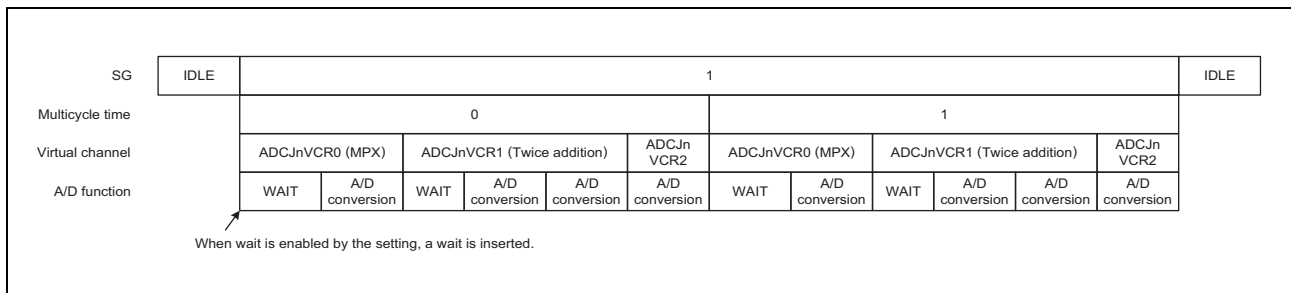 SG IDLE 1 IDLE
Multicycle time 0 1
Virtual channel ADCJnVCR0 (MPX) ADCJnVCR1 (Twice addition) ADCJn VCR2 ADCJnVCR0 (MPX) ADCJnVCR1 (Twice addition) ADCJn VCR2
A/D function WAIT A/D conversion WAIT A/D conversion A/D conversion A/D conversion WAIT A/D conversion WAIT A/D conversion A/D conversion A/D conversion
When wait is enabled by the setting, a wait is inserted.